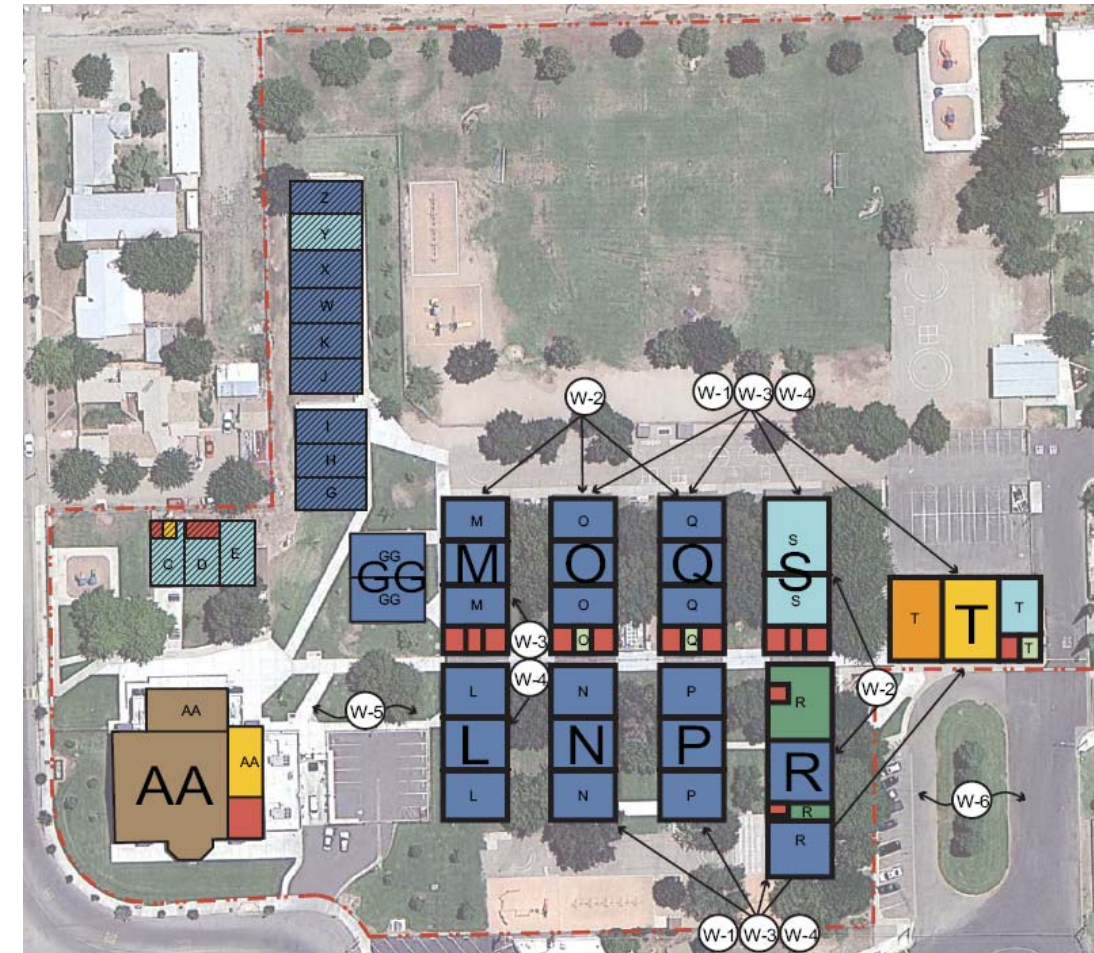 Z
Y
X
W
K
J
I
H
G
W-2
W-1 W-3 W-4
C D E
GG
GG
GG
M O Q S
M O Q S
M O Q S
O Q
T T T
T
W-3
W-4
W-2
W-5
W-6
AA
AA
AA
L N P R
L N P R
R
L N P R
W-1 W-3 W-4